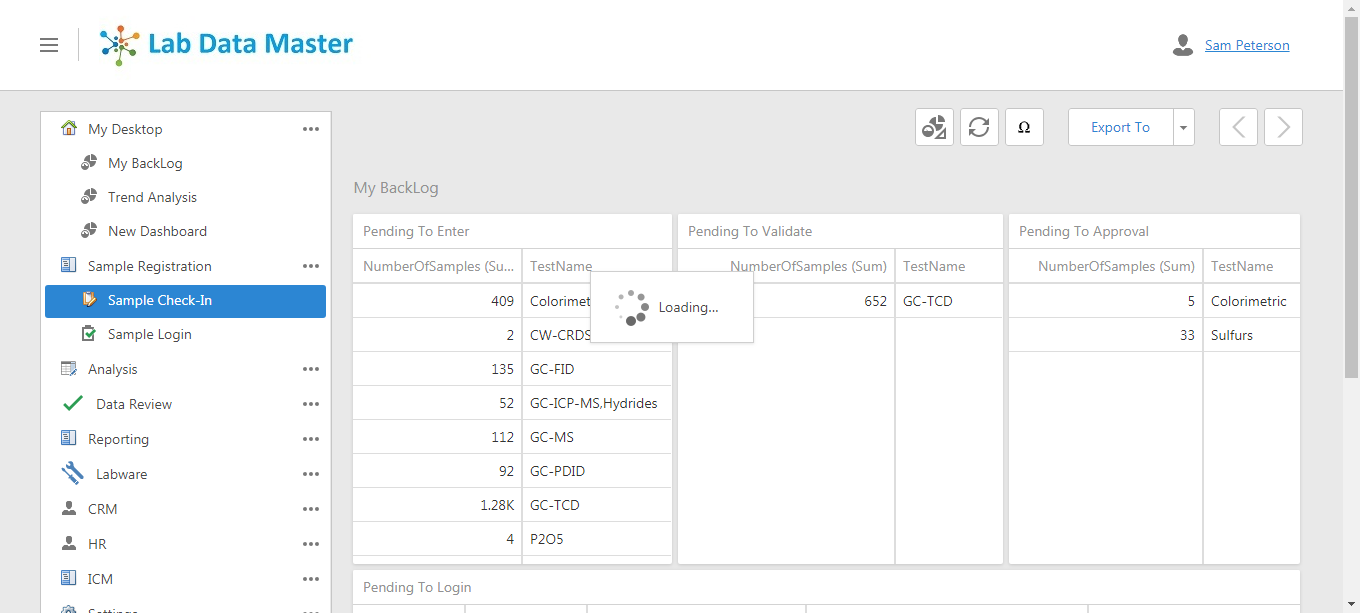 Lab Data Master
Sam Peterson
My Desktop
My BackLog
Trend Analysis
New Dashboard
Sample Registration
Sample Check-In
Sample Login
Analysis
Data Review
Reporting
Labware
CRM
HR
ICM
Settings
Ω
Export To
My BackLog
Pending To Enter
NumberOfSamples (Su... TestName
409 Colorimet
2 CW-CRDS
135 GC-FID
52 GC-ICP-MS,Hydrides
112 GC-MS
92 GC-PDID
1.28K GC-TCD
4 P2O5
Pending To Validate
NumberOfSamples (Sum) TestName
652 GC-TCD
Pending To Approval
NumberOfSamples (Sum) TestName
5 Colorimetric
33 Sulfurs
Loading...
Pending To Login